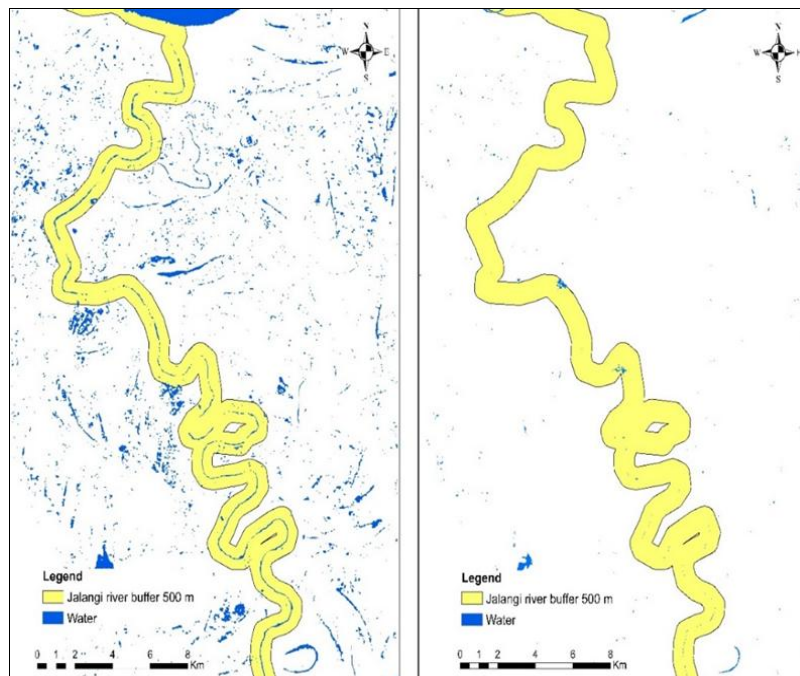 N
W E
S
Legend
Jalangi river buffer 500 m
Water
0 1 2 4 6 8
Km
N
W E
S
Legend
Jalangi river buffer 500 m
Water
0 1 2 4 6 8
Km